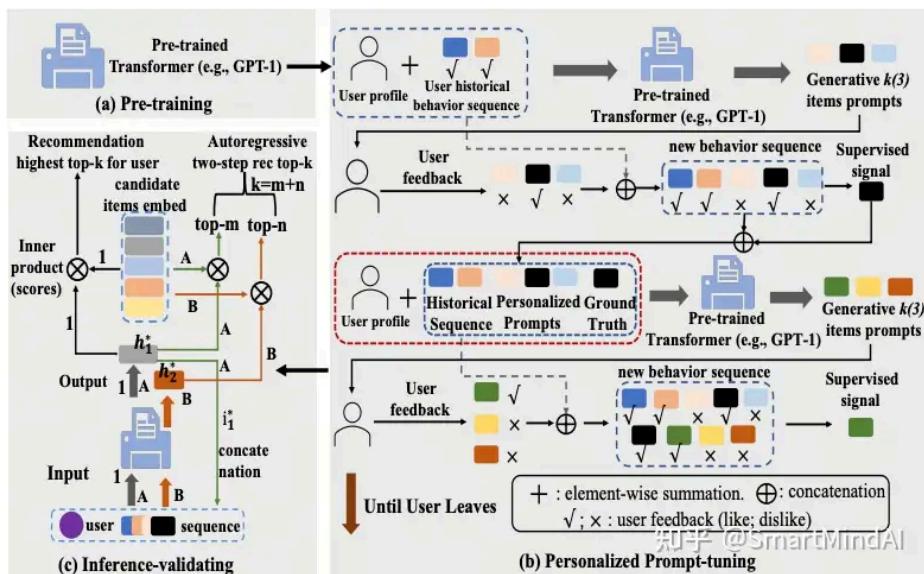 Pre-trained
Transformer (e.g., GPT-1)
(a) Pre-training
User profile
+
√ √
User historical
behavior sequence
Pre-trained
Transformer (e.g., GPT-1)
Generative k(3)
items prompts
User
feedback
× √ ×
new behavior sequence
√ √ × √ ×
Supervised
signal
User profile
+
Historical
Sequence
Personalized
Prompts
Ground
Truth
Pre-trained
Transformer (e.g., GPT-1)
Generative k(3)
items prompts
User
feedback
√
×
×
new behavior sequence
√ √ × √ ×
√ √ × ×
Supervised
signal
Until User Leaves
+ : element-wise summation. ⊕: concatenation
√ ; × : user feedback (like; dislike)
(b) Personalized Prompt-tuning
Recommendation
highest top-k for user
Autoregressive
two-step rec top-k
k=m+n
candidate
items embed
top-m
top-n
Inner
product
(scores)
1
A
B
1
A
h*1
A
B
h*2
Output
1
A
B
i*1
concate
nation
Input
1
A
B
user
sequence
(c) Inference-validating
知乎 @SmartMindAI